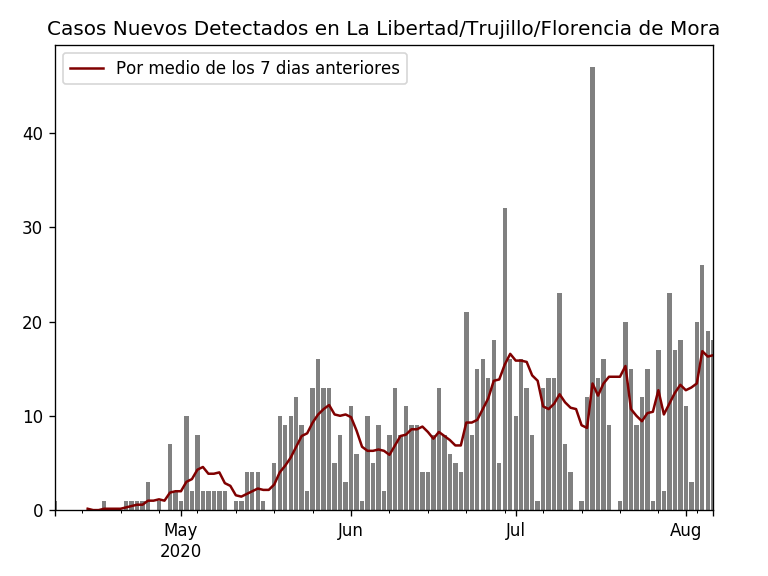 Casos Nuevos Detectados en La Libertad/Trujillo/Florencia de Mora
Por medio de los 7 dias anteriores
40
30
20
10
0
May Jun Jul Aug
2020